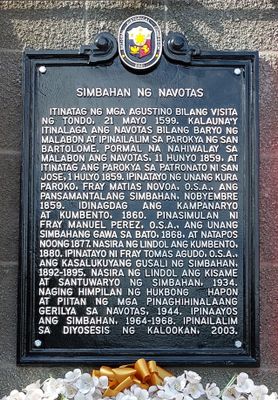 SIMBAHAN NG NAVOTAS
ITINATAG NG MGA AGUSTINO BILANG VISITA
NG TONDO, 21 MAYO 1599. KALAUNAY
ITINALAGA ANG NAVOTAS BILANG BARYO NG
MALABON AT IPINAILALIM SA PAROKYA NG SAN
BARTOLOME. PORMAL NA NAHIWALAY SA
MALABON ANG NAVOTAS, 11 HUNYO 1859, AT
ITINATAG ANG PAROKYA SA PATRONATO NI SAN
JOSE, 1 HULYO 1859. IPINATAYO NG UNANG KURA
PAROKO, FRAY MATIAS NOVOA, O.S.A., ANG
PANSAMANTALANG SIMBAHAN, NOBYEMBRE
1859. IDINAGDAG ANG KAMPANARYO
AT KUMBENTO, 1860. PINASIMULAN NI
FRAY MANUEL PEREZ, O.S.A., ANG UNANG
SIMBAHANG GAWA SA BATO, 1868, AT NATAPOS
NOONG 1877. NASIRA NG LINDOL ANG KUMBENTO,
1880. IPINATAYO NI FRAY TOMAS AGUDO, O.S.A.,
ANG KASALUKUYANG GUSALI NG SIMBAHAN,
1892-1895. NASIRA NG LINDOL ANG KISAME
AT SANTUWARYO NG SIMBAHAN, 1934.
NAGING HIMPILAN NG HUKBONG HAPON
AT PIITAN NG MGA PINAGHIHINALAANG
GERILYA SA NAVOTAS, 1944. IPINAAYOS
ANG SIMBAHAN, 1964-1968. IPINAILALIM
SA DIYOSESIS NG KALOOKAN, 2003.